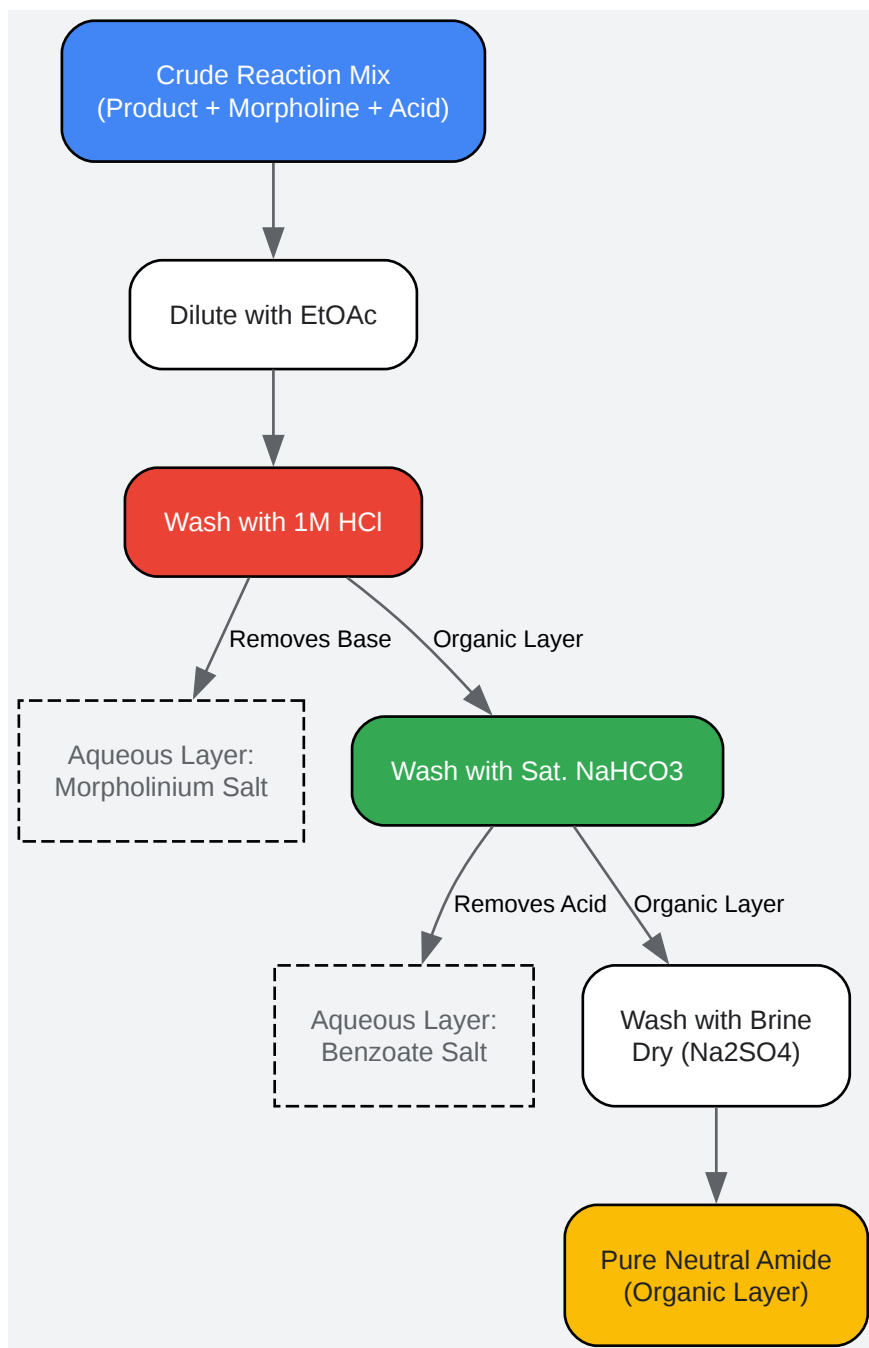 Crude Reaction Mix
(Product + Morpholine + Acid)
Dilute with EtOAc
Wash with 1M HCl
Removes Base
Organic Layer
Aqueous Layer:
Morpholinium Salt
Wash with Sat. NaHCO3
Removes Acid
Organic Layer
Aqueous Layer:
Benzoate Salt
Wash with Brine
Dry (Na2SO4)
Pure Neutral Amide
(Organic Layer)